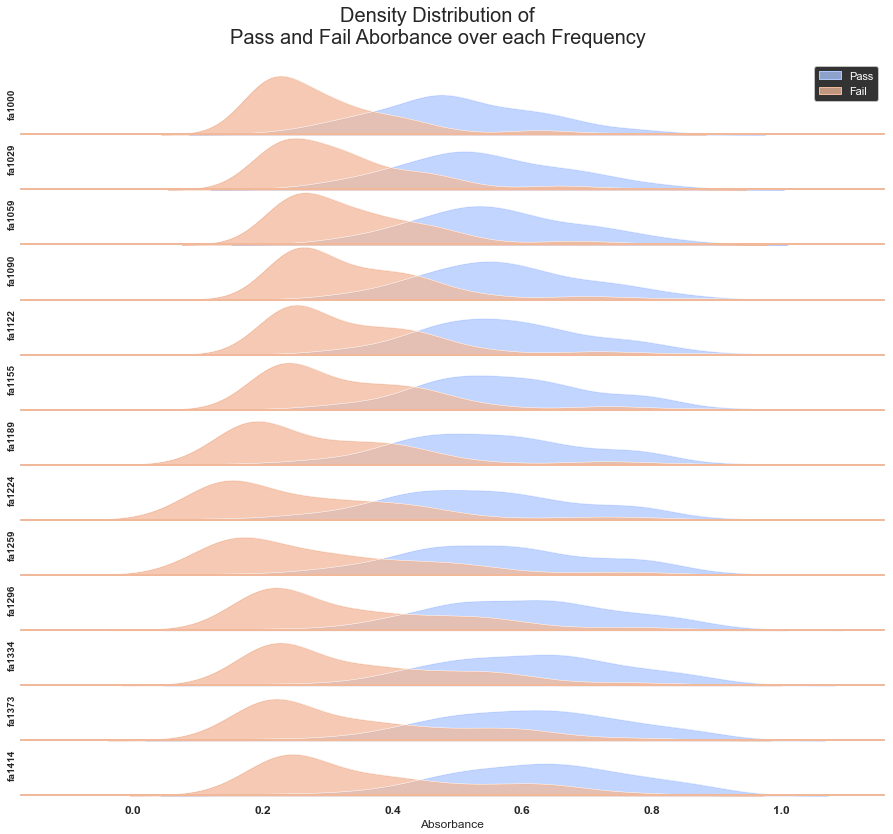 Density Distribution of
Pass and Fail Aborbance over each Frequency
Pass
Fail
fa1000
fa1029
fa1059
fa1090
fa1122
fa1155
fa1189
fa1224
fa1259
fa1296
fa1334
fa1373
fa1414
0.0 0.2 0.4 0.6 0.8 1.0
Absorbance